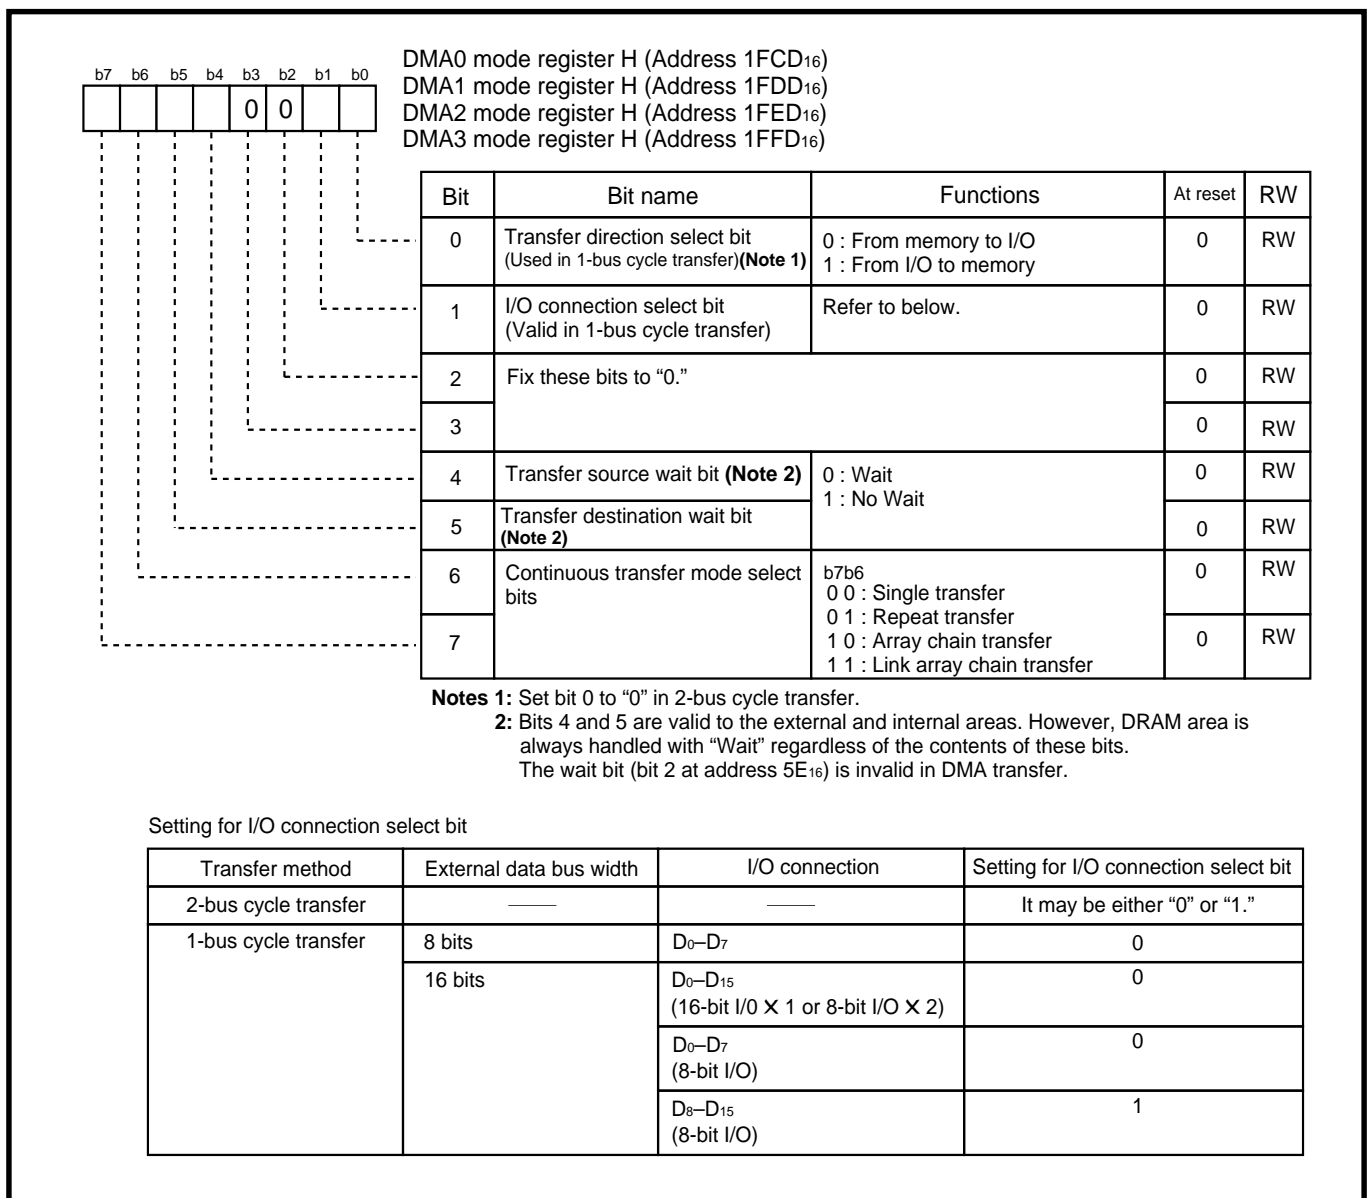 DMA0 mode register H (Address 1FCD16)
b7 b6 b5 b4 b3 b2 b1 b0
DMA1 mode register H (Address 1FDD16)
0 0
DMA2 mode register H (Address 1FED16)
DMA3 mode register H (Address 1FFD16)
Bit Bit name Functions At reset RW
0 Transfer direction select bit 0 : From memory to I/O 0 RW
(Used in 1-bus cycle transfer)(Note 1) 1 : From I/O to memory
1 I/O connection select bit Refer to below. 0 RW
(Valid in 1-bus cycle transfer)
2 Fix these bits to “0.” 0 RW
3 0 RW
4 Transfer source wait bit (Note 2) 0 : Wait 0 RW
1 : No Wait
5 Transfer destination wait bit 0 RW
(Note 2)
6 Continuous transfer mode select b7b6 0 RW
bits 0 0 : Single transfer
0 1 : Repeat transfer
7 1 0 : Array chain transfer 0 RW
1 1 : Link array chain transfer
Notes 1: Set bit 0 to “0” in 2-bus cycle transfer.
2: Bits 4 and 5 are valid to the external and internal areas. However, DRAM area is
always handled with “Wait” regardless of the contents of these bits.
The wait bit (bit 2 at address 5E16) is invalid in DMA transfer.
Setting for I/O connection select bit
Transfer method External data bus width I/O connection Setting for I/O connection select bit
2-bus cycle transfer —— —— It may be either “0” or “1.”
1-bus cycle transfer 8 bits D0–D7 0
16 bits D0–D15 0
(16-bit I/0 X 1 or 8-bit I/O X 2)
D0–D7 0
(8-bit I/O)
D8–D15 1
(8-bit I/O)